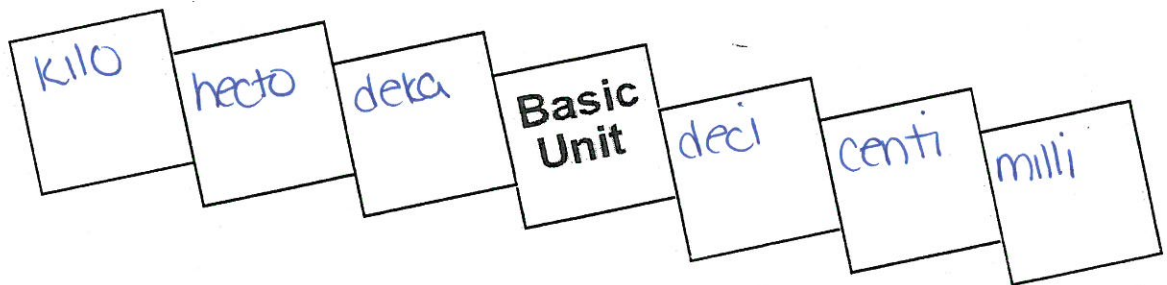 kilo
hecto
deka
Basic
Unit
deci
centi
milli